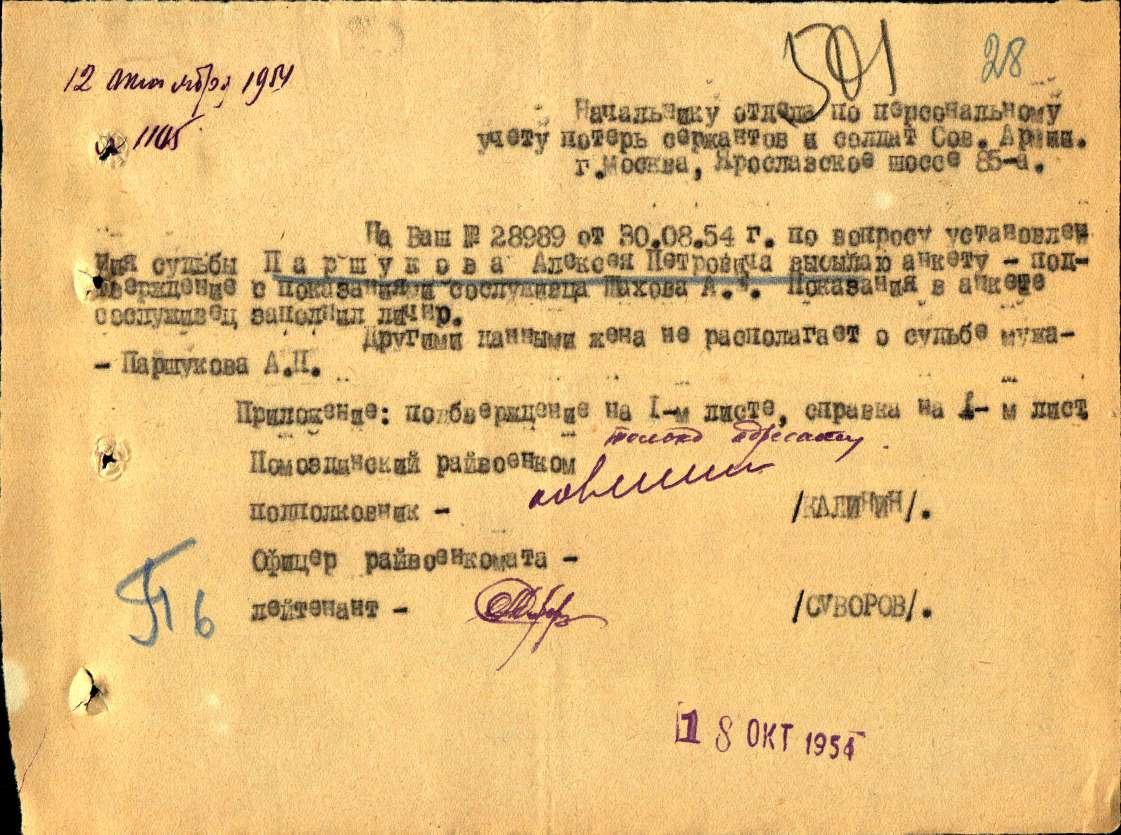 501
28
12 октября 1954
1105
Начальнику отдела по персональному
учету потерь сержантов и солдат Сов. Армии.
г.Москва, Ярославское шоссе 85-а.
На Ваш № 28989 от 30.08.54 г. по вопросу установлен
ния судьбы Паршукова Алексея Петровича высылаю анкету - под-
тверждение с показаниями сослуживца Шахова А. Показания в анкете
сослуживец заполнил лично.
Другими данными жена не располагает о судьбе мужа-
- Паршукова А.П.
Приложение: подтверждение на I-м листе, справка на I- м лист
только адресату
Помоздинский райвоенком
подполковник - /КАЛИНИН/.
Офицер райвоенкомата -
лейтенант - /СУВОРОВ/.
6
18 ОКТ 1954